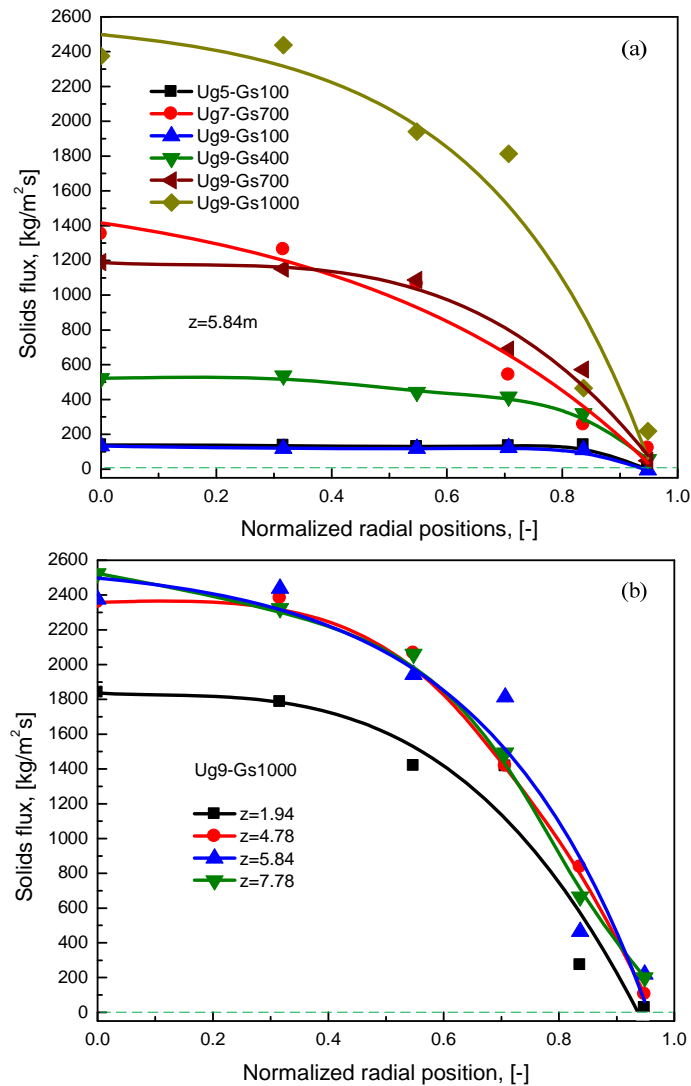 2600
2400
2200
2000
1800
1600
1400
1200
1000
800
600
400
200
0
Solids flux, [kg/m²s]
(a)
Ug5-Gs100
Ug7-Gs700
Ug9-Gs100
Ug9-Gs400
Ug9-Gs700
Ug9-Gs1000
z=5.84m
0.0 0.2 0.4 0.6 0.8 1.0
Normalized radial positions, [-]
2600
2400
2200
2000
1800
1600
1400
1200
1000
800
600
400
200
0
Solids flux, [kg/m²s]
(b)
Ug9-Gs1000
z=1.94
z=4.78
z=5.84
z=7.78
0.0 0.2 0.4 0.6 0.8 1.0
Normalized radial position, [-]